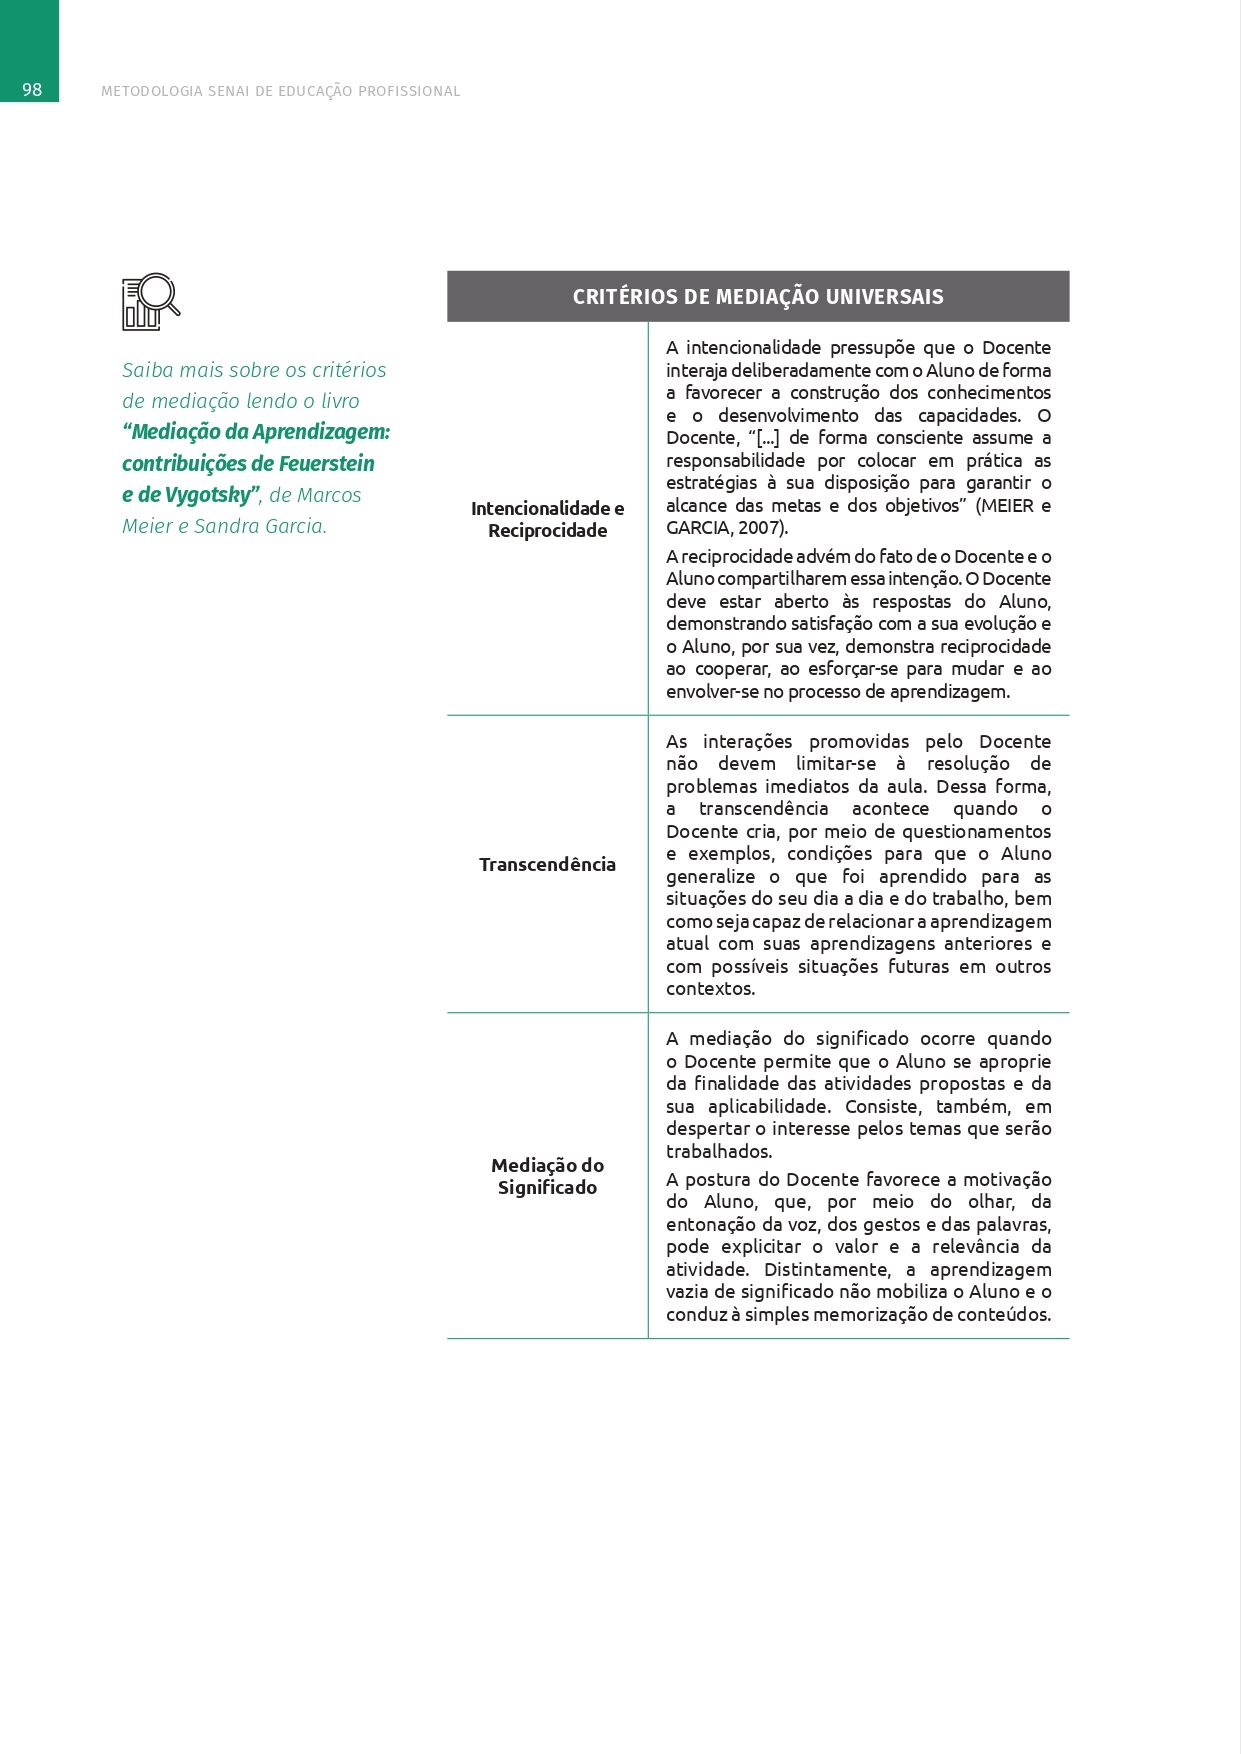 98
METODOLOGIA SENAI DE EDUCAÇÃO PROFISSIONAL
Saiba mais sobre os critérios
de mediação lendo o livro
“Mediação da Aprendizagem:
contribuições de Feuerstein
e de Vygotsky”, de Marcos
Meier e Sandra Garcia.
CRITÉRIOS DE MEDIAÇÃO UNIVERSAIS
Intencionalidade e
Reciprocidade
A intencionalidade pressupõe que o Docente
interaja deliberadamente com o Aluno de forma
a favorecer a construção dos conhecimentos
e o desenvolvimento das capacidades. O
Docente, “[...] de forma consciente assume a
responsabilidade por colocar em prática as
estratégias à sua disposição para garantir o
alcance das metas e dos objetivos” (MEIER e
GARCIA, 2007).
A reciprocidade advém do fato de o Docente e o
Aluno compartilharem essa intenção. O Docente
deve estar aberto às respostas do Aluno,
demonstrando satisfação com a sua evolução e
o Aluno, por sua vez, demonstra reciprocidade
ao cooperar, ao esforçar-se para mudar e ao
envolver-se no processo de aprendizagem.
Transcendência
As interações promovidas pelo Docente
não devem limitar-se à resolução de
problemas imediatos da aula. Dessa forma,
a transcendência acontece quando o
Docente cria, por meio de questionamentos
e exemplos, condições para que o Aluno
generalize o que foi aprendido para as
situações do seu dia a dia e do trabalho, bem
como seja capaz de relacionar a aprendizagem
atual com suas aprendizagens anteriores e
com possíveis situações futuras em outros
contextos.
Mediação do
Significado
A mediação do significado ocorre quando
o Docente permite que o Aluno se aproprie
da finalidade das atividades propostas e da
sua aplicabilidade. Consiste, também, em
despertar o interesse pelos temas que serão
trabalhados.
A postura do Docente favorece a motivação
do Aluno, que, por meio do olhar, da
entonação da voz, dos gestos e das palavras,
pode explicitar o valor e a relevância da
atividade. Distintamente, a aprendizagem
vazia de significado não mobiliza o Aluno e o
conduz à simples memorização de conteúdos.